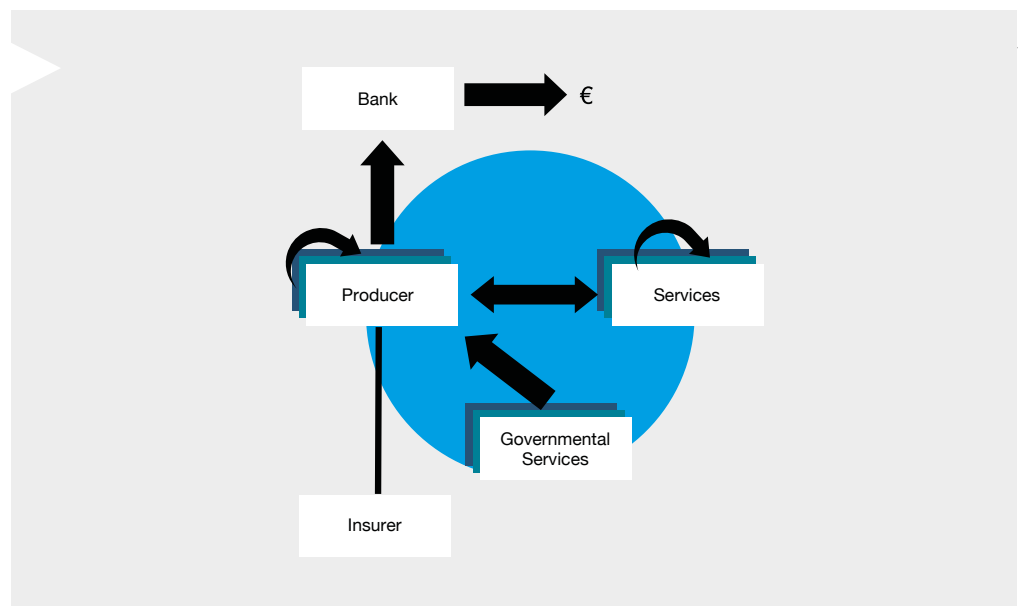 Bank
€
Producer
Services
Governmental
Services
Insurer